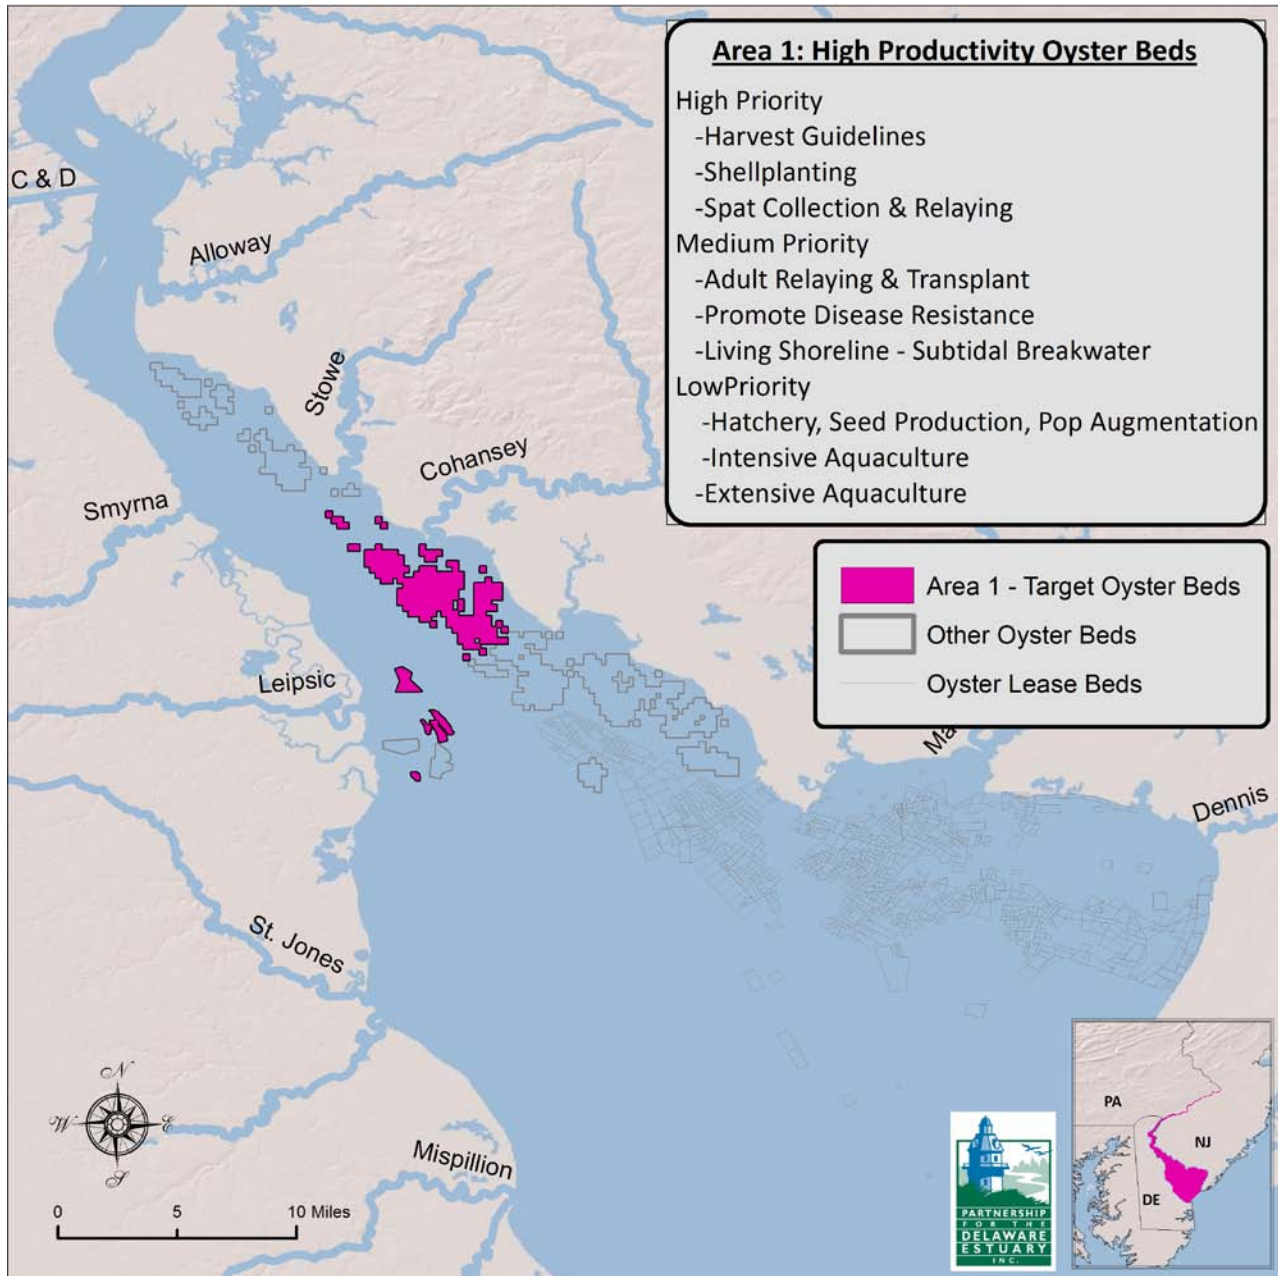 Area 1: High Productivity Oyster Beds
High Priority
-Harvest Guidelines
-Shellplanting
-Spat Collection & Relaying
Medium Priority
-Adult Relaying & Transplant
-Promote Disease Resistance
-Living Shoreline - Subtidal Breakwater
LowPriority
-Hatchery, Seed Production, Pop Augmentation
-Intensive Aquaculture
-Extensive Aquaculture
C & D
Alloway
Stowe
Cohansey
Smyrna
Leipsic
Area 1 - Target Oyster Beds
Other Oyster Beds
Oyster Lease Beds
Ma
Dennis
St. Jones
Mispillion
N
W
E
S
0 5 10 Miles
PARTNERSHIP
FOR THE
DELAWARE
ESTUARY
INC.
PA
NJ
DE